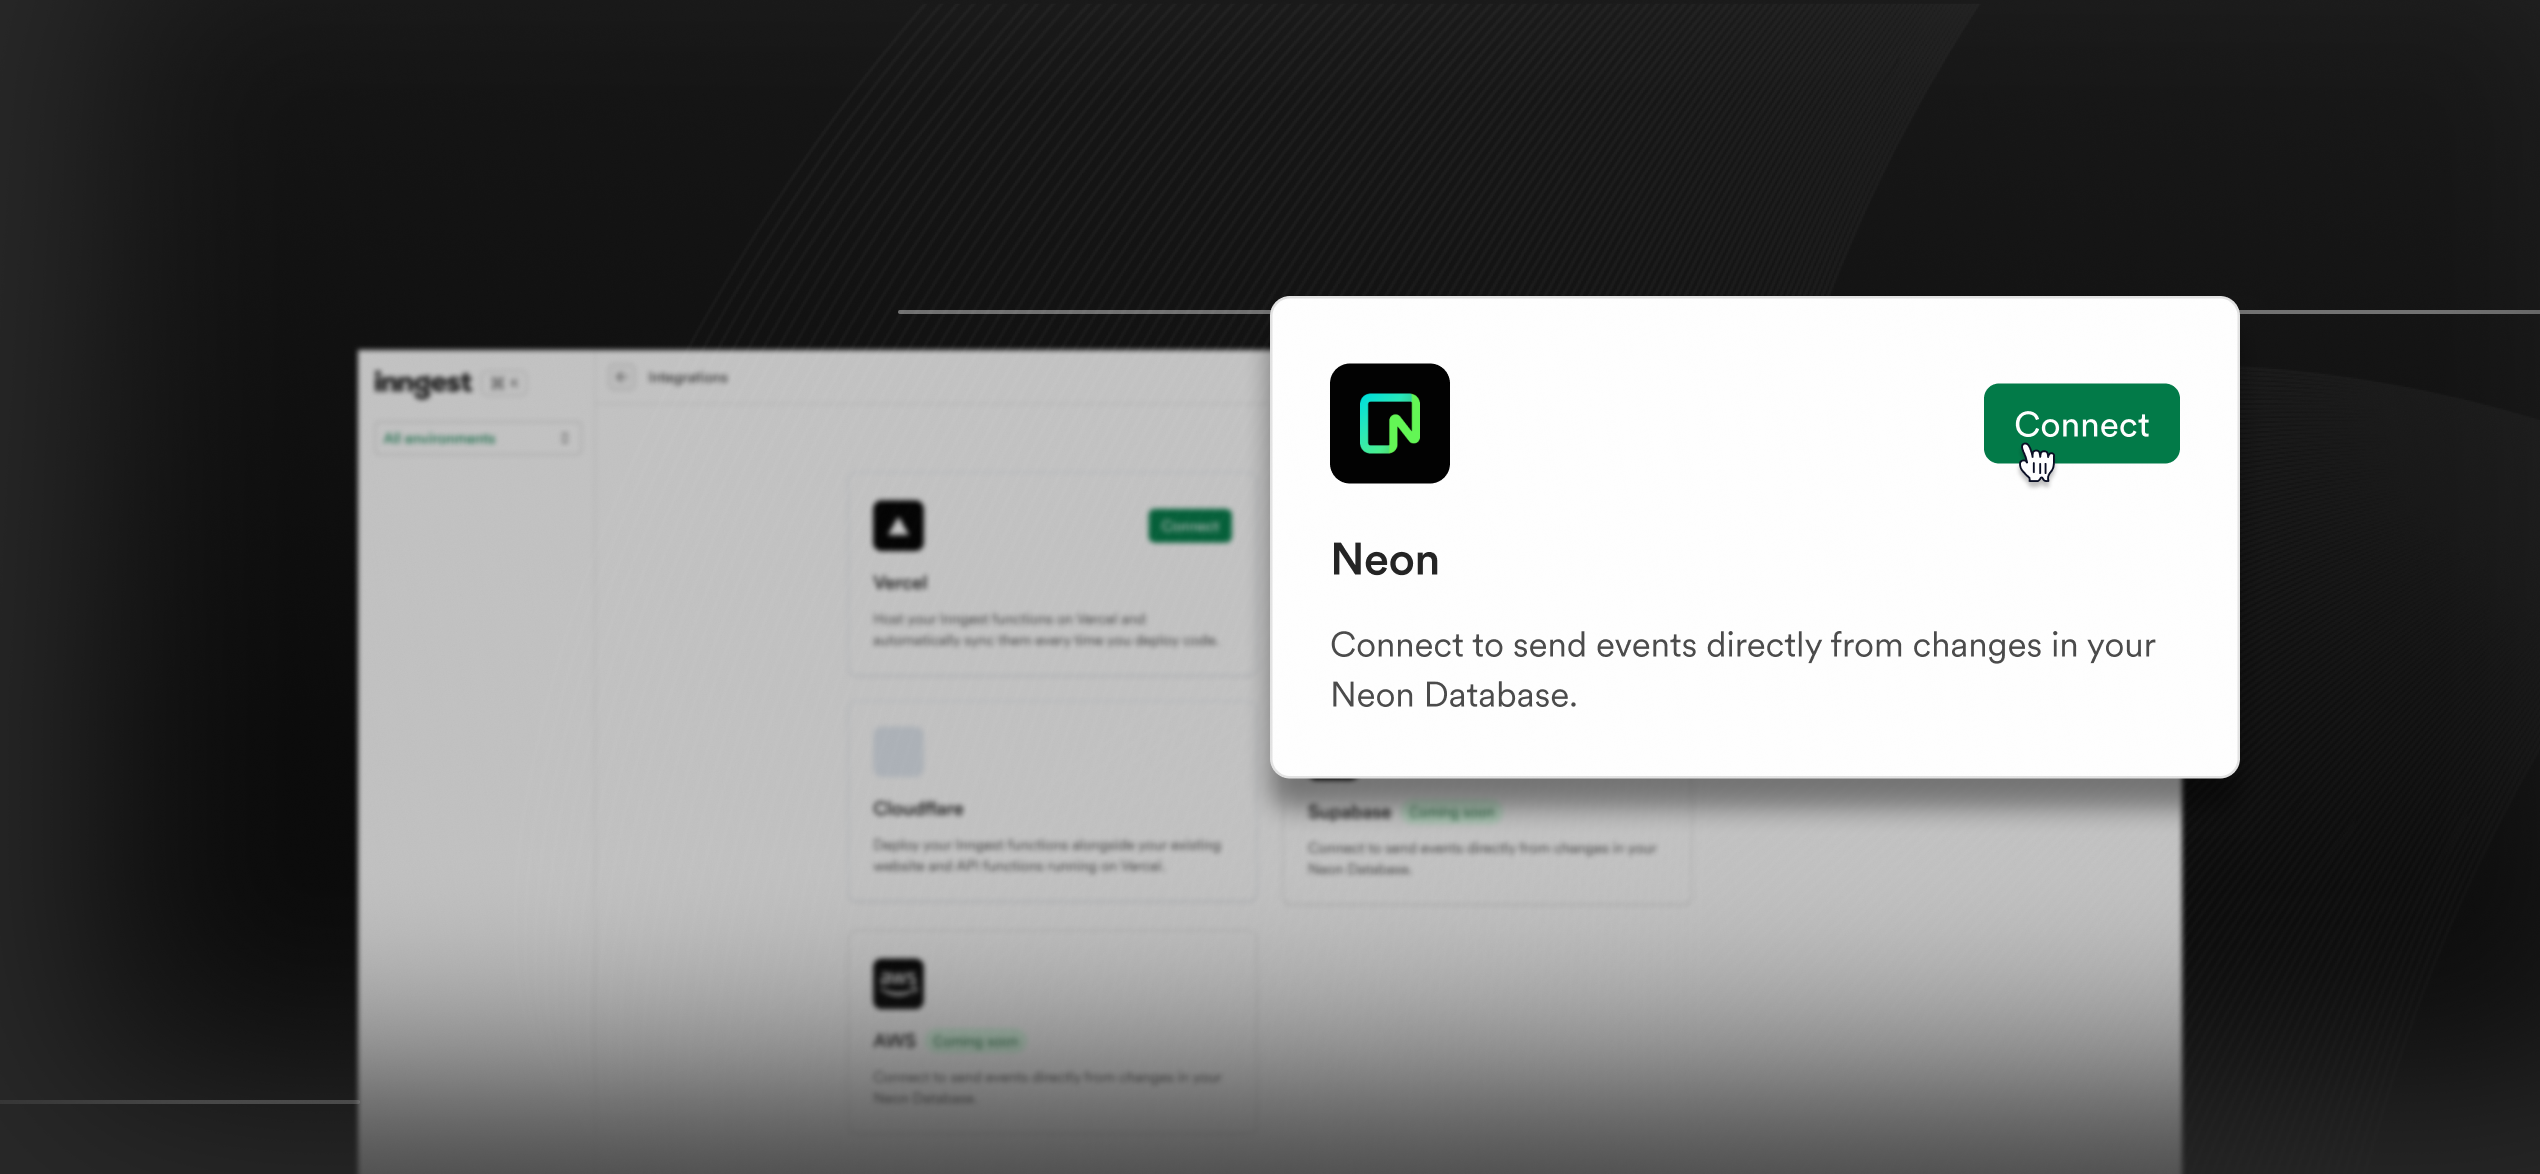 inngest
Integrations
All environments
Connect
Vercel
Host your Inngest functions on Vercel and
automatically sync them every time you deploy code.
Cloudflare
Deploy your Inngest functions alongside your existing
website and API functions running on Vercel.
AWS Coming soon
Connect to send events directly from changes in your
Neon Database.
Connect
Neon
Connect to send events directly from changes in your
Neon Database.
Supabase Coming soon
Connect to send events directly from changes in your
Neon Database.